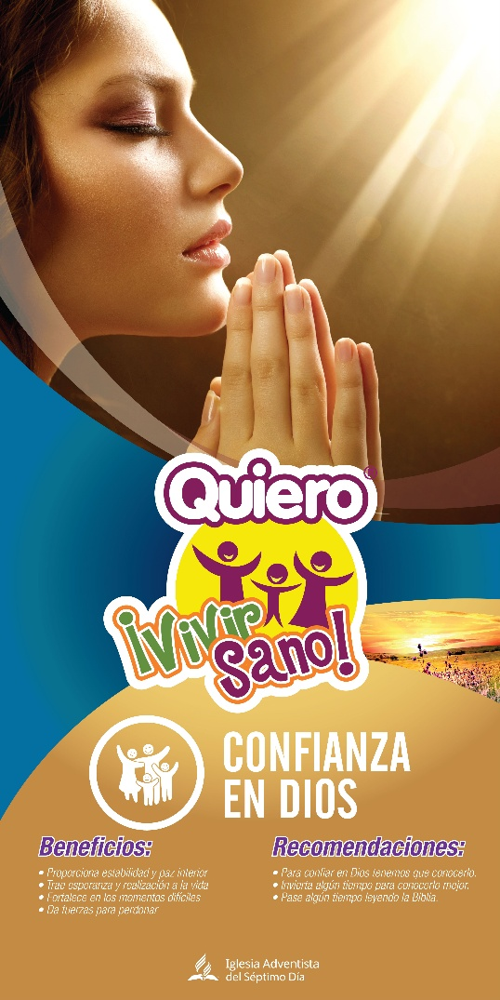 Quiero
¡Vivir
Sano!
CONFIANZA
EN DIOS
Beneficios:
• Proporciona estabilidad y paz interior
• Trae esperanza y realización a la vida
• Fortalece en los momentos difíciles
• Da fuerzas para perdonar
Recomendaciones:
• Para confiar en Dios tenemos que conocerlo.
• Invierta algún tiempo para conocerlo mejor.
• Pase algún tiempo leyendo la Biblia.
Iglesia Adventista
del Séptimo Día